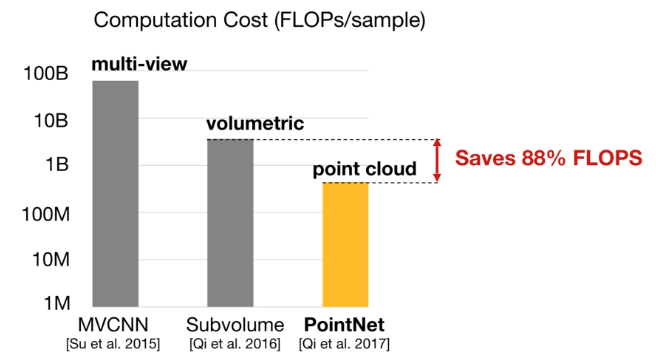 Computation Cost (FLOPs/sample)
100B
10B
1B
100M
10M
1M
multi-view
volumetric
point cloud
Saves 88% FLOPS
MVCNN
[Su et al. 2015]
Subvolume
[Qi et al. 2016]
PointNet
[Qi et al. 2017]